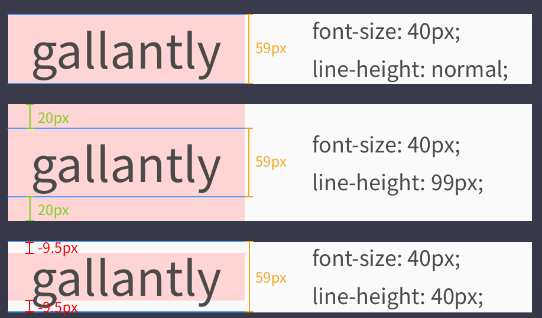 gallantly
59px
font-size: 40px;
line-height: normal;
20px
gallantly
59px
20px
font-size: 40px;
line-height: 99px;
-9.5px
gallantly
59px
-9.5px
font-size: 40px;
line-height: 40px;